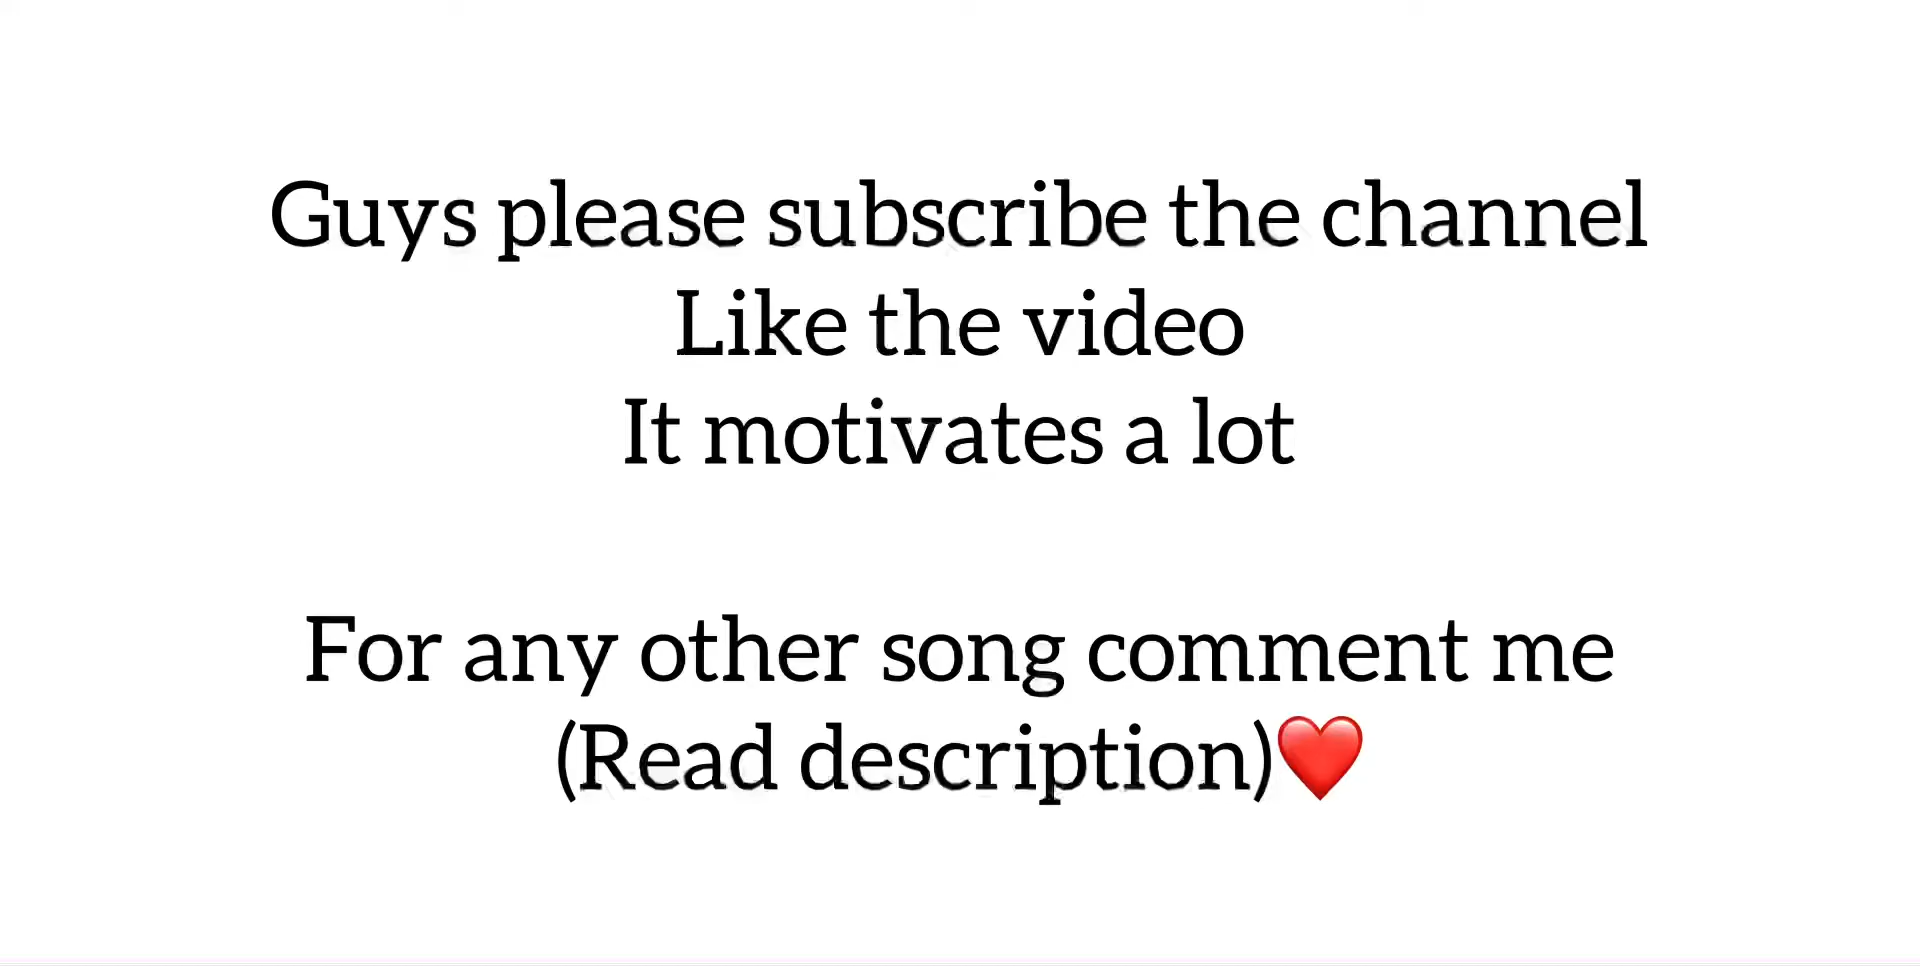 Guys please subscribe the channel
Like the video
It motivates a lot
For any other song comment me
(Read description)❤️